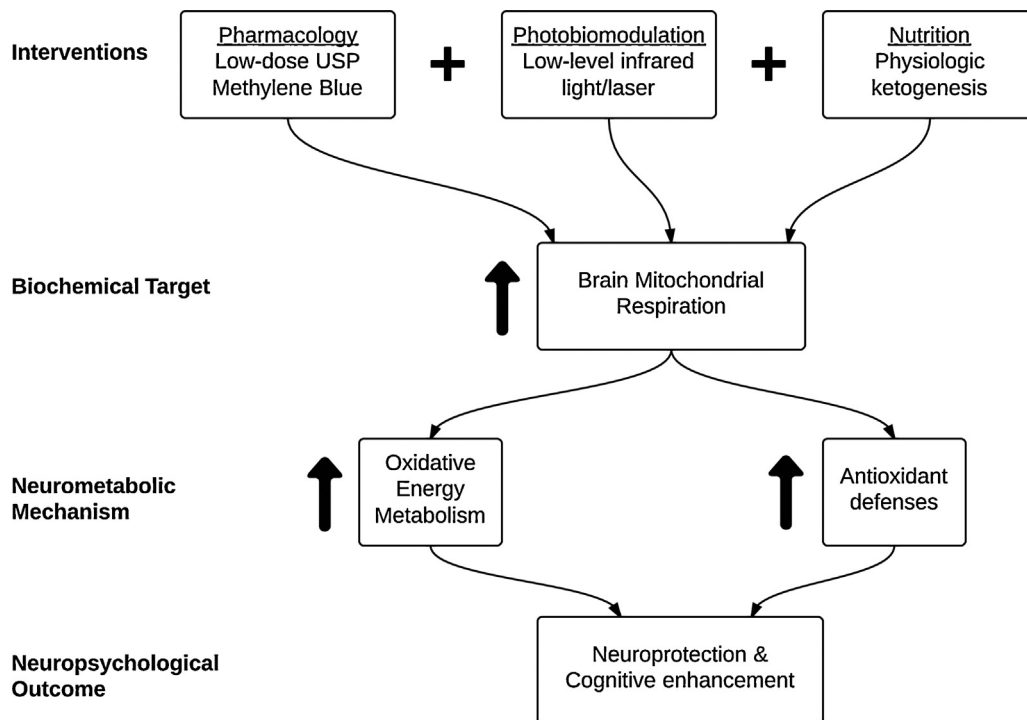 Interventions
Pharmacology
Low-dose USP
Methylene Blue
+
Photobiomodulation
Low-level infrared
light/laser
+
Nutrition
Physiologic
ketogenesis
Biochemical Target
Brain Mitochondrial
Respiration
Neurometabolic
Mechanism
Oxidative
Energy
Metabolism
Antioxidant
defenses
Neuropsychological
Outcome
Neuroprotection &
Cognitive enhancement